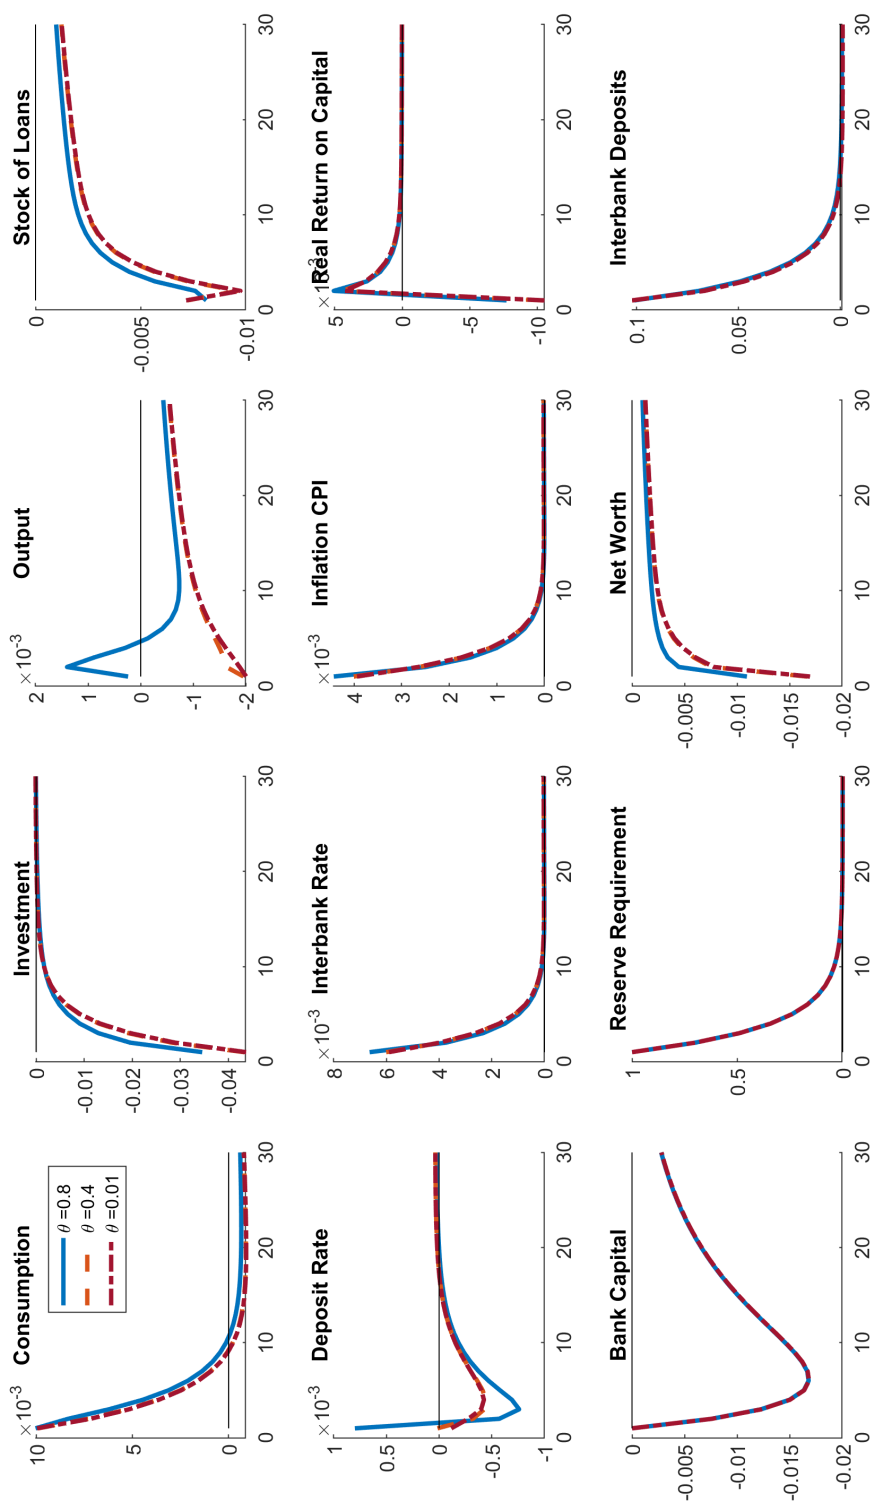 Consumption
×10⁻³
10
5
0
0 10 20 30
θ =0.8
θ =0.4
θ =0.01
Investment
0
-0.01
-0.02
-0.03
-0.04
0 10 20 30
Output
×10⁻³
2
1
0
-1
-2
0 10 20 30
Stock of Loans
0
-0.005
-0.01
0 10 20 30
Deposit Rate
×10⁻³
1
0.5
0
-0.5
-1
0 10 20 30
Interbank Rate
×10⁻³
8
6
4
2
0
0 10 20 30
Inflation CPI
×10⁻³
4
3
2
1
0
0 10 20 30
Real Return on Capital
×10⁻³
5
0
-5
-10
0 10 20 30
Bank Capital
0
-0.005
-0.01
-0.015
-0.02
0 10 20 30
Reserve Requirement
1
0.5
0
0 10 20 30
Net Worth
0
-0.005
-0.01
-0.015
-0.02
0 10 20 30
Interbank Deposits
0.1
0.05
0
0 10 20 30